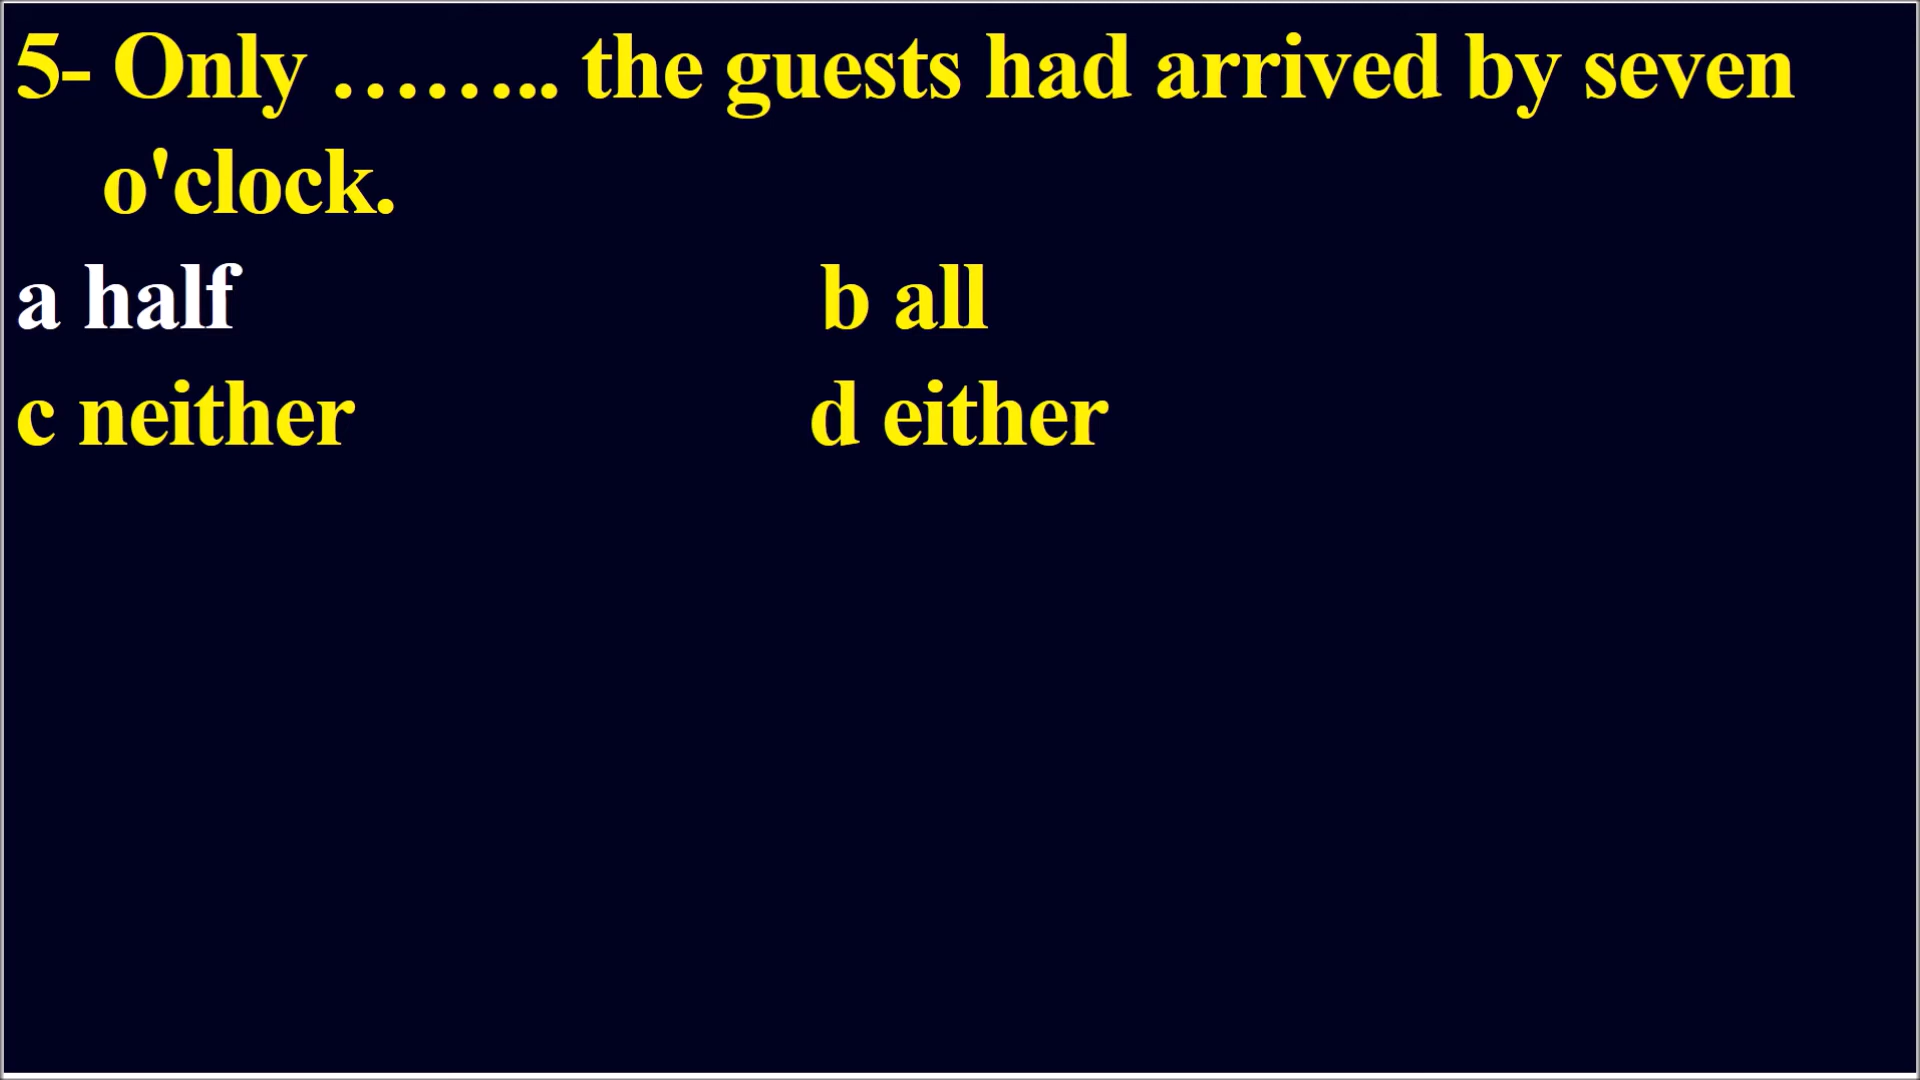 5- Only …….. the guests had arrived by seven
o'clock.
a half b all
c neither d either